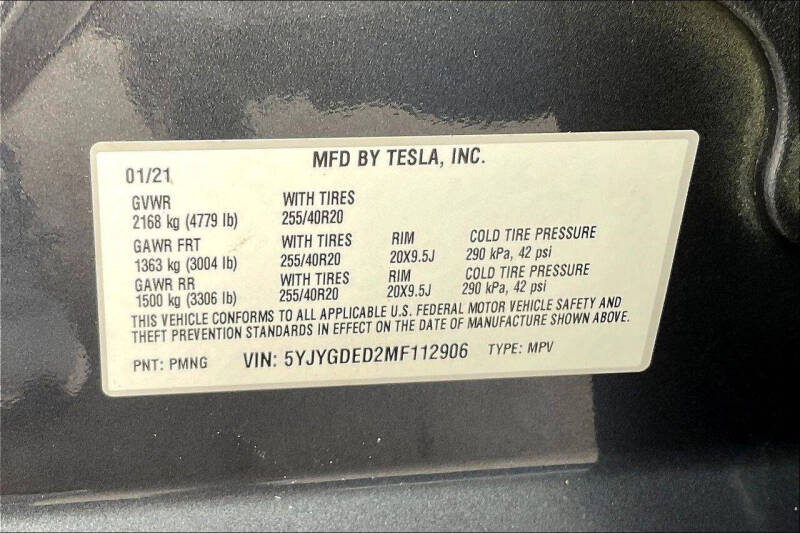 MFD BY TESLA, INC.
01/21
GVWR WITH TIRES
2168 kg (4779 lb) 255/40R20
GAWR FRT WITH TIRES RIM COLD TIRE PRESSURE
1363 kg (3004 lb) 255/40R20 20X9.5J 290 kPa, 42 psi
GAWR RR WITH TIRES RIM COLD TIRE PRESSURE
1500 kg (3306 lb) 255/40R20 20X9.5J 290 kPa, 42 psi
THIS VEHICLE CONFORMS TO ALL APPLICABLE U.S. FEDERAL MOTOR VEHICLE SAFETY AND
THEFT PREVENTION STANDARDS IN EFFECT ON THE DATE OF MANUFACTURE SHOWN ABOVE.
PNT: PMNG VIN: 5YJYGDED2MF112906 TYPE: MPV